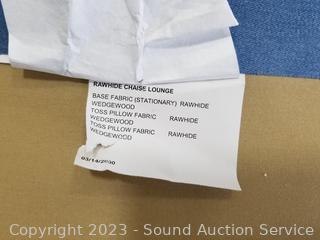 RAWHIDE CHAISE LOUNGE
BASE FABRIC (STATIONARY) RAWHIDE
WEDGEWOOD
TOSS PILLOW FABRIC RAWHIDE
WEDGEWOOD
TOSS PILLOW FABRIC RAWHIDE
WEDGEWOOD
Copyright © 2023 - Sound Auction Service